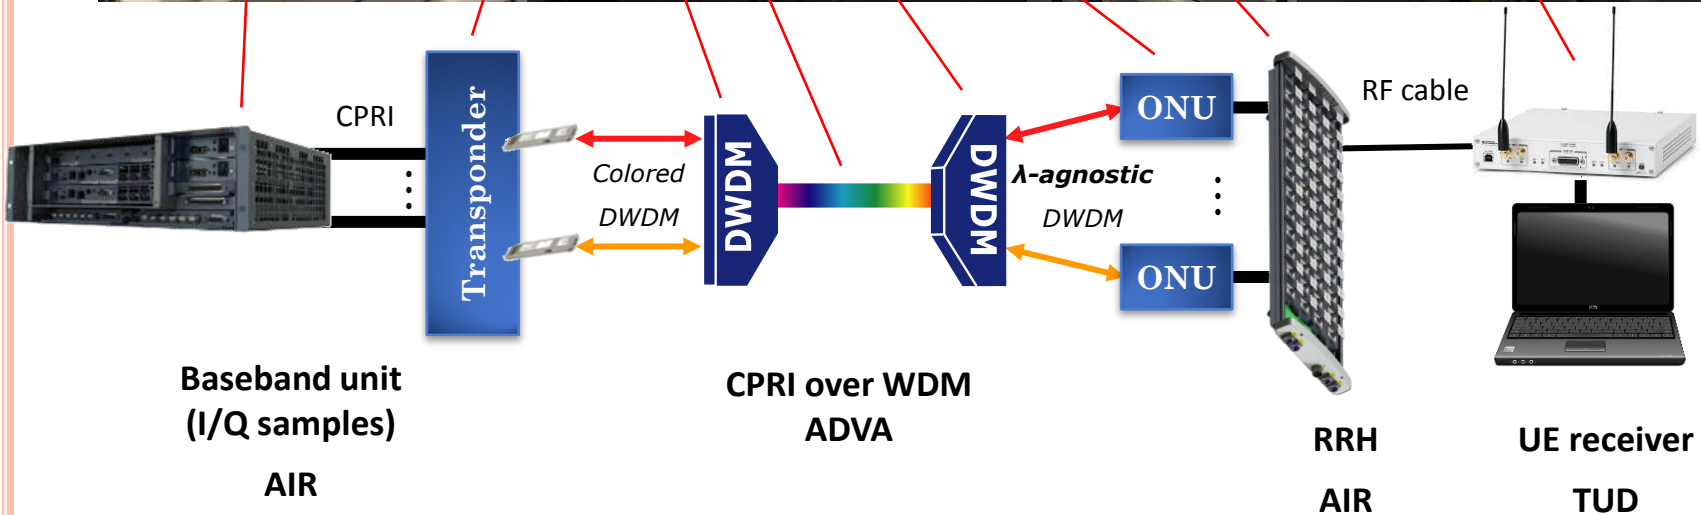 CPRI
Transponder
Colored
DWDM
DWDM
DWDM
λ-agnostic
DWDM
ONU
ONU
RF cable
Baseband unit
(I/Q samples)
AIR
CPRI over WDM
ADVA
RRH
AIR
UE receiver
TUD